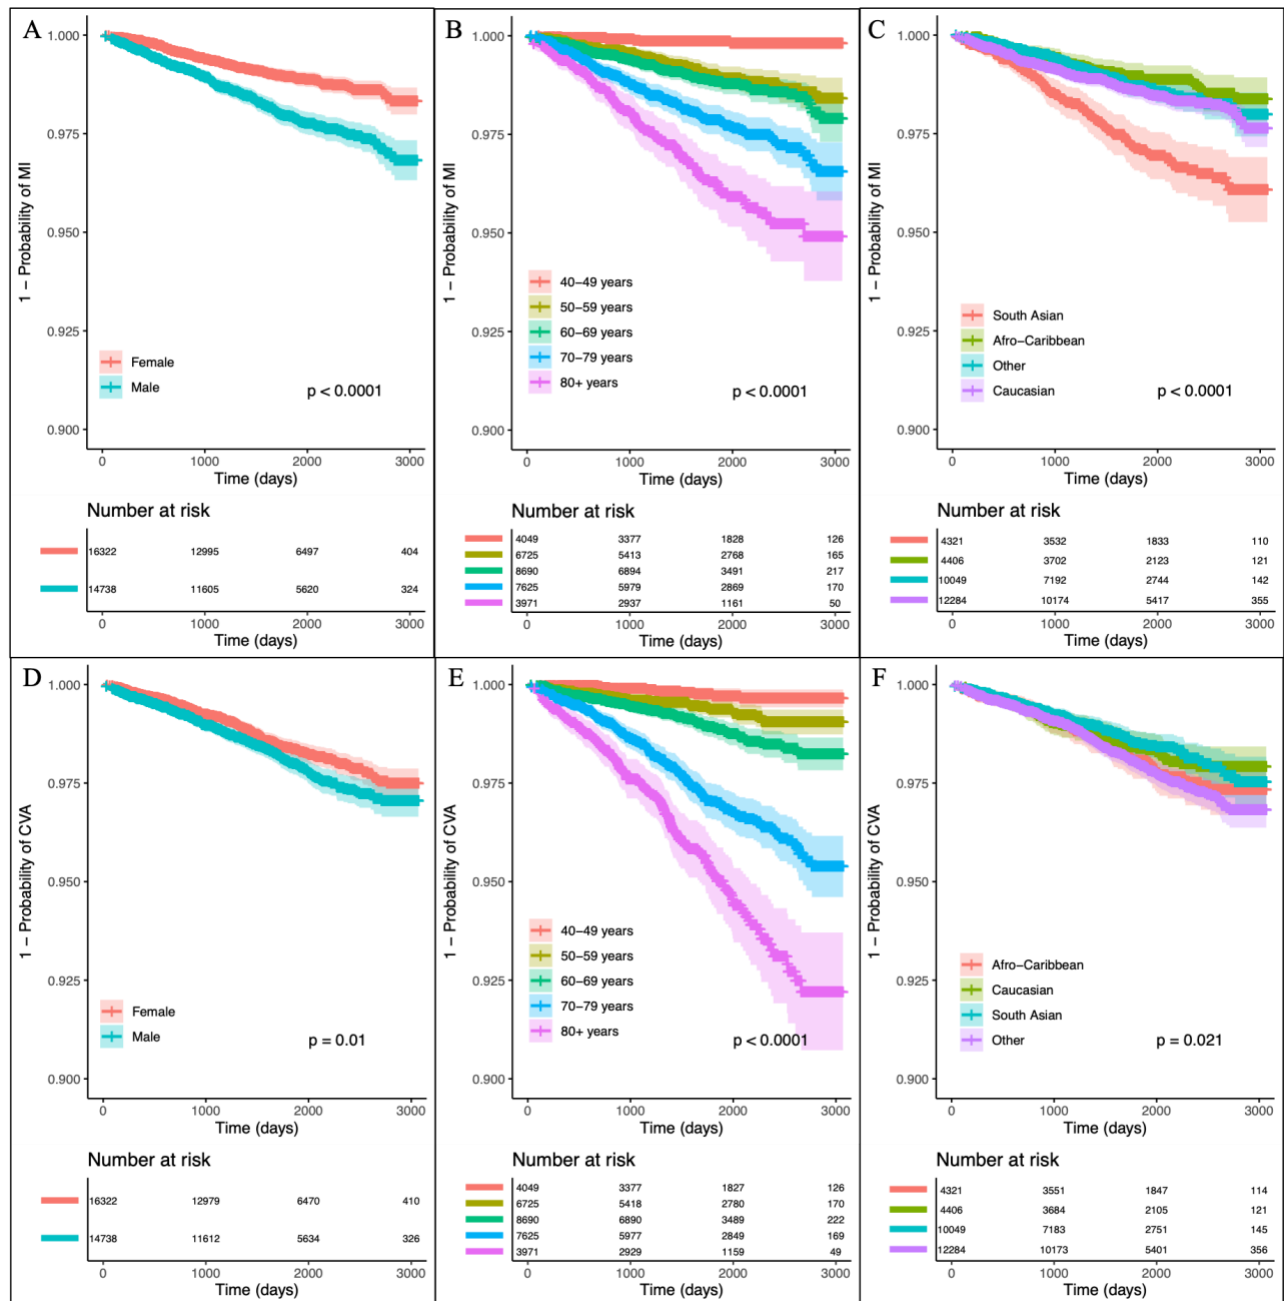 A
1.000
0.975
0.950
0.925
0.900
1 − Probability of MI
Female
Male
p < 0.0001
0 1000 2000 3000
Time (days)
Number at risk
16322 12995 6497 404
14738 11605 5620 324
0 1000 2000 3000
Time (days)
B
1.000
0.975
0.950
0.925
0.900
1 − Probability of MI
40−49 years
50−59 years
60−69 years
70−79 years
80+ years
p < 0.0001
0 1000 2000 3000
Time (days)
Number at risk
4049 3377 1828 126
6725 5413 2768 165
8690 6894 3491 217
7625 5979 2869 170
3971 2937 1161 50
0 1000 2000 3000
Time (days)
C
1.000
0.975
0.950
0.925
0.900
1 − Probability of MI
South Asian
Afro−Caribbean
Other
Caucasian
p < 0.0001
0 1000 2000 3000
Time (days)
Number at risk
4321 3532 1833 110
4406 3702 2123 121
10049 7192 2744 142
12284 10174 5417 355
0 1000 2000 3000
Time (days)
D
1.000
0.975
0.950
0.925
0.900
1 − Probability of CVA
Female
Male
p = 0.01
0 1000 2000 3000
Time (days)
Number at risk
16322 12979 6470 410
14738 11612 5634 326
0 1000 2000 3000
Time (days)
E
1.000
0.975
0.950
0.925
0.900
1 − Probability of CVA
40−49 years
50−59 years
60−69 years
70−79 years
80+ years
p < 0.0001
0 1000 2000 3000
Time (days)
Number at risk
4049 3377 1827 126
6725 5418 2780 170
8690 6890 3489 222
7625 5977 2849 169
3971 2929 1159 49
0 1000 2000 3000
Time (days)
F
1.000
0.975
0.950
0.925
0.900
1 − Probability of CVA
Afro−Caribbean
Caucasian
South Asian
Other
p = 0.021
0 1000 2000 3000
Time (days)
Number at risk
4321 3551 1847 114
4406 3684 2105 121
10049 7183 2751 145
12284 10173 5401 356
0 1000 2000 3000
Time (days)